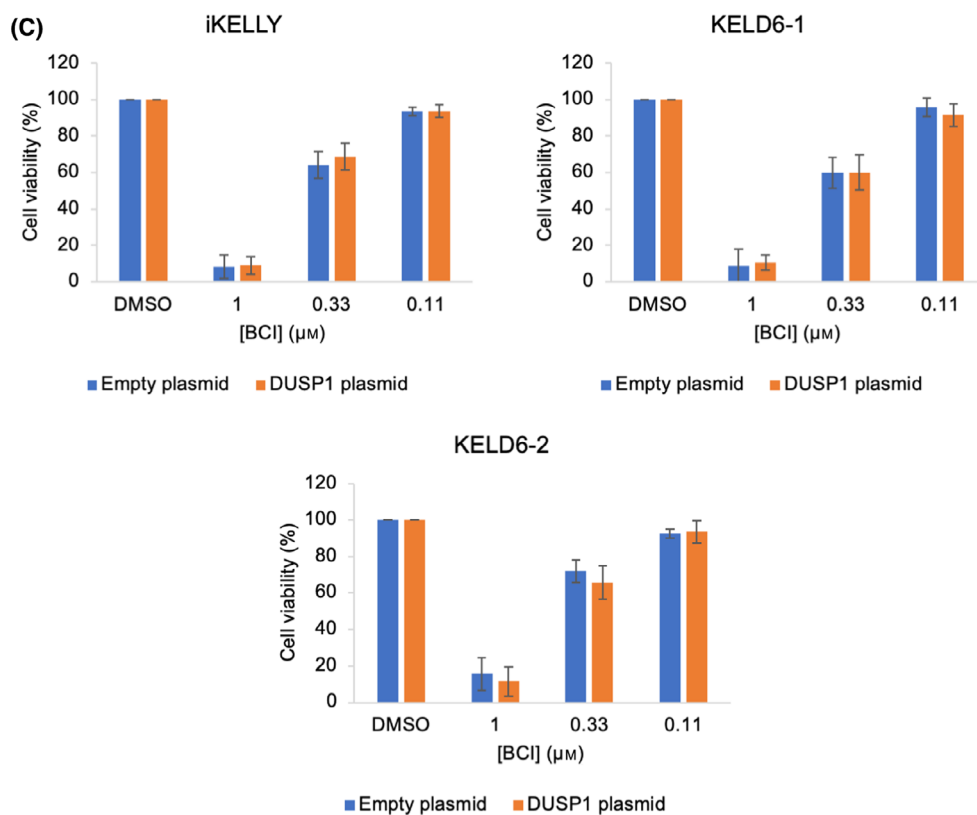 (C)
iKELLY
120
100
80
60
40
20
0
Cell viability (%)
DMSO 1 0.33 0.11
[BCI] (μM)
Empty plasmid DUSP1 plasmid
KELD6-1
120
100
80
60
40
20
0
Cell viability (%)
DMSO 1 0.33 0.11
[BCI] (μM)
Empty plasmid DUSP1 plasmid
KELD6-2
120
100
80
60
40
20
0
Cell viability (%)
DMSO 1 0.33 0.11
[BCI] (μM)
Empty plasmid DUSP1 plasmid